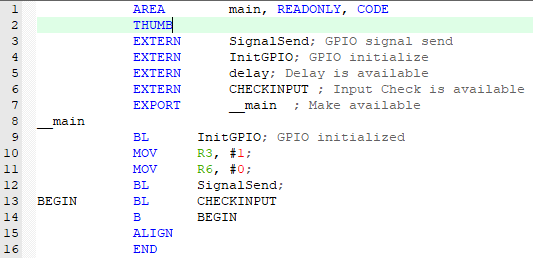 1 AREA main, READONLY, CODE
2 THUMB
3 EXTERN SignalSend; GPIO signal send
4 EXTERN InitGPIO; GPIO initialize
5 EXTERN delay; Delay is available
6 EXTERN CHECKINPUT ; Input Check is available
7 EXPORT __main ; Make available
8 __main
9 BL InitGPIO; GPIO initialized
10 MOV R3, #1;
11 MOV R6, #0;
12 BL SignalSend;
13 BEGIN BL CHECKINPUT
14 B BEGIN
15 ALIGN
16 END